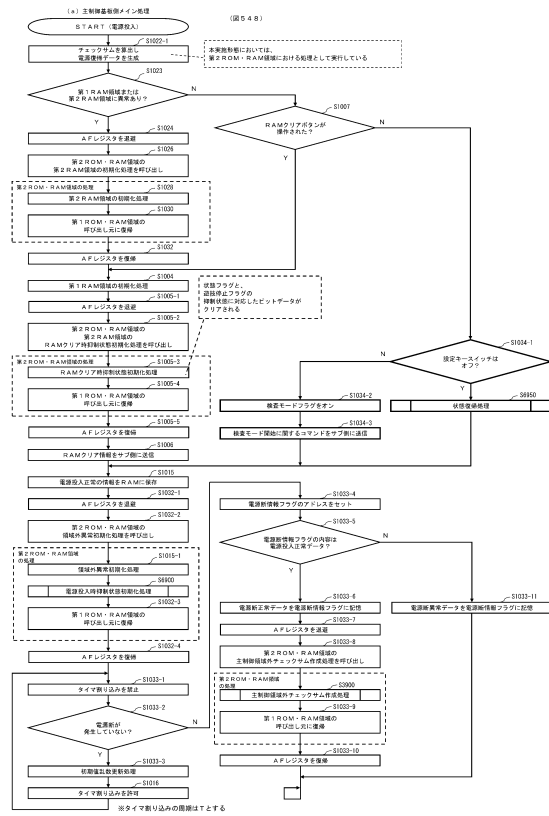 (a) 主制御基板側メイン処理
(図548)
START (電源投入)
S1022-1
チェックサムを算出し
電源復帰データを生成
本実施形態においては、
第2ROM・RAM領域における処理として実行している
S1023
第1RAM領域または
第2RAM領域に異常あり?
N
Y
S1007
RAMクリアボタンが
操作された?
N
Y
S1024
AFレジスタを退避
S1026
第2ROM・RAM領域の
第2RAM領域の初期化処理を呼び出し
第2ROM・RAM領域の処理
S1028
第2RAM領域の初期化処理
S1030
第1ROM・RAM領域の
呼び出し元に復帰
S1032
AFレジスタを復帰
S1004
第1RAM領域の初期化処理
S1005-1
AFレジスタを退避
S1005-2
第2ROM・RAM領域の
第2RAM領域の
RAMクリア時抑制状態初期化処理を呼び出し
状態フラグと、
遊技停止フラグの
抑制状態に対応したビットデータが
クリアされる
第2ROM・RAM領域の処理
S1005-3
RAMクリア時抑制状態初期化処理
S1005-4
第1ROM・RAM領域の
呼び出し元に復帰
S1005-5
AFレジスタを復帰
S1006
RAMクリア情報をサブ側に送信
S1034-1
設定キースイッチは
オフ?
N
Y
S1034-2
検査モードフラグをオン
S1034-3
検査モード開始に関するコマンドをサブ側に送信
S6950
状態復帰処理
S1015
電源投入正常の情報をRAMに保存
S1032-1
AFレジスタを退避
S1032-2
第2ROM・RAM領域の
領域外異常初期化処理を呼び出し
第2ROM・RAM領域
の処理
S1015-1
領域外異常初期化処理
S6900
電源投入時抑制状態初期化処理
S1032-3
第1ROM・RAM領域の
呼び出し元に復帰
S1032-4
AFレジスタを復帰
S1033-1
タイマ割り込みを禁止
S1033-2
電源断が
発生していない?
N
Y
S1033-3
初期値乱数更新処理
S1016
タイマ割り込みを許可
※タイマ割り込みの周期はTとする
S1033-4
電源断情報フラグのアドレスをセット
S1033-5
電源断情報フラグの内容は
電源投入正常データ?
N
Y
S1033-6
電源断正常データを電源断情報フラグに記憶
S1033-11
電源断異常データを電源断情報フラグに記憶
S1033-7
AFレジスタを退避
S1033-8
第2ROM・RAM領域の
主制御領域外チェックサム作成処理を呼び出し
第2ROM・RAM領域
の処理
S3900
主制御領域外チェックサム作成処理
S1033-9
第1ROM・RAM領域の
呼び出し元に復帰
S1033-10
AFレジスタを復帰